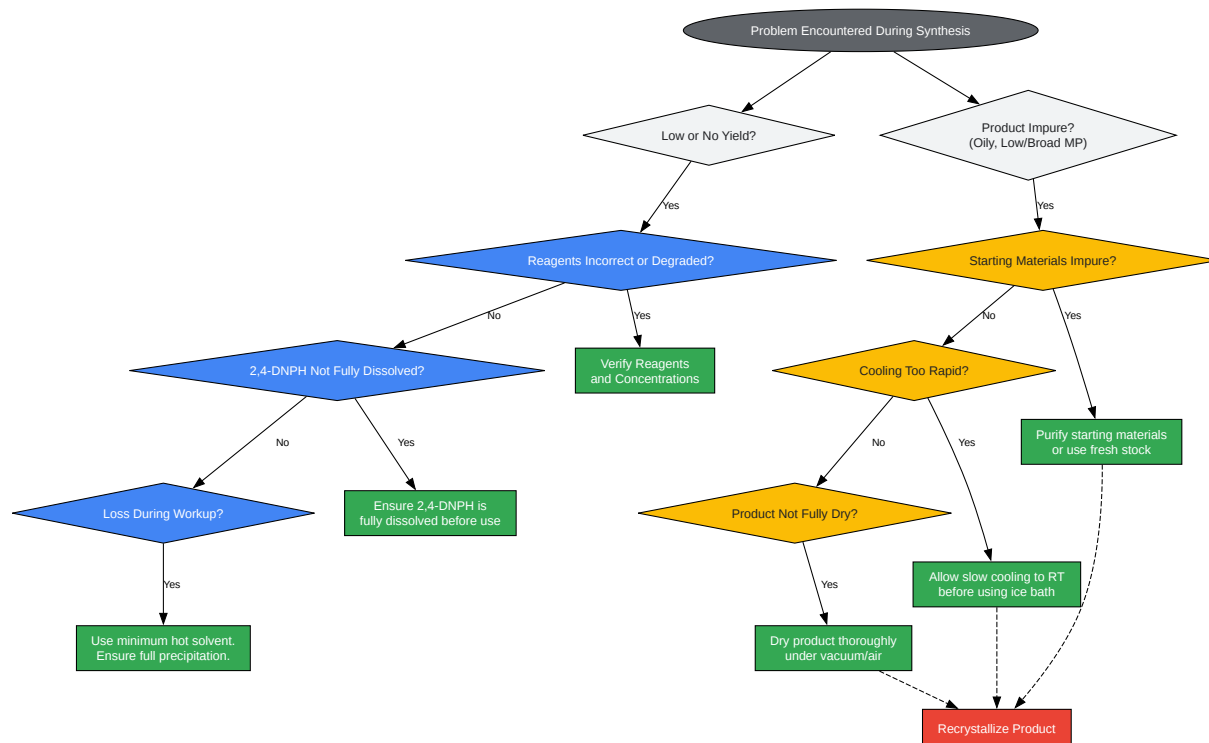 Problem Encountered During Synthesis
Low or No Yield?
Product Impure?
(Oily, Low/Broad MP)
Yes
Yes
Reagents Incorrect or Degraded?
Starting Materials Impure?
No
Yes
No
Yes
2,4-DNPH Not Fully Dissolved?
Verify Reagents
and Concentrations
Cooling Too Rapid?
No
Yes
No
Yes
Purify starting materials
or use fresh stock
Loss During Workup?
Ensure 2,4-DNPH is
fully dissolved before use
Product Not Fully Dry?
Yes
Yes
Allow slow cooling to RT
before using ice bath
Use minimum hot solvent.
Ensure full precipitation.
Dry product thoroughly
under vacuum/air
Recrystallize Product